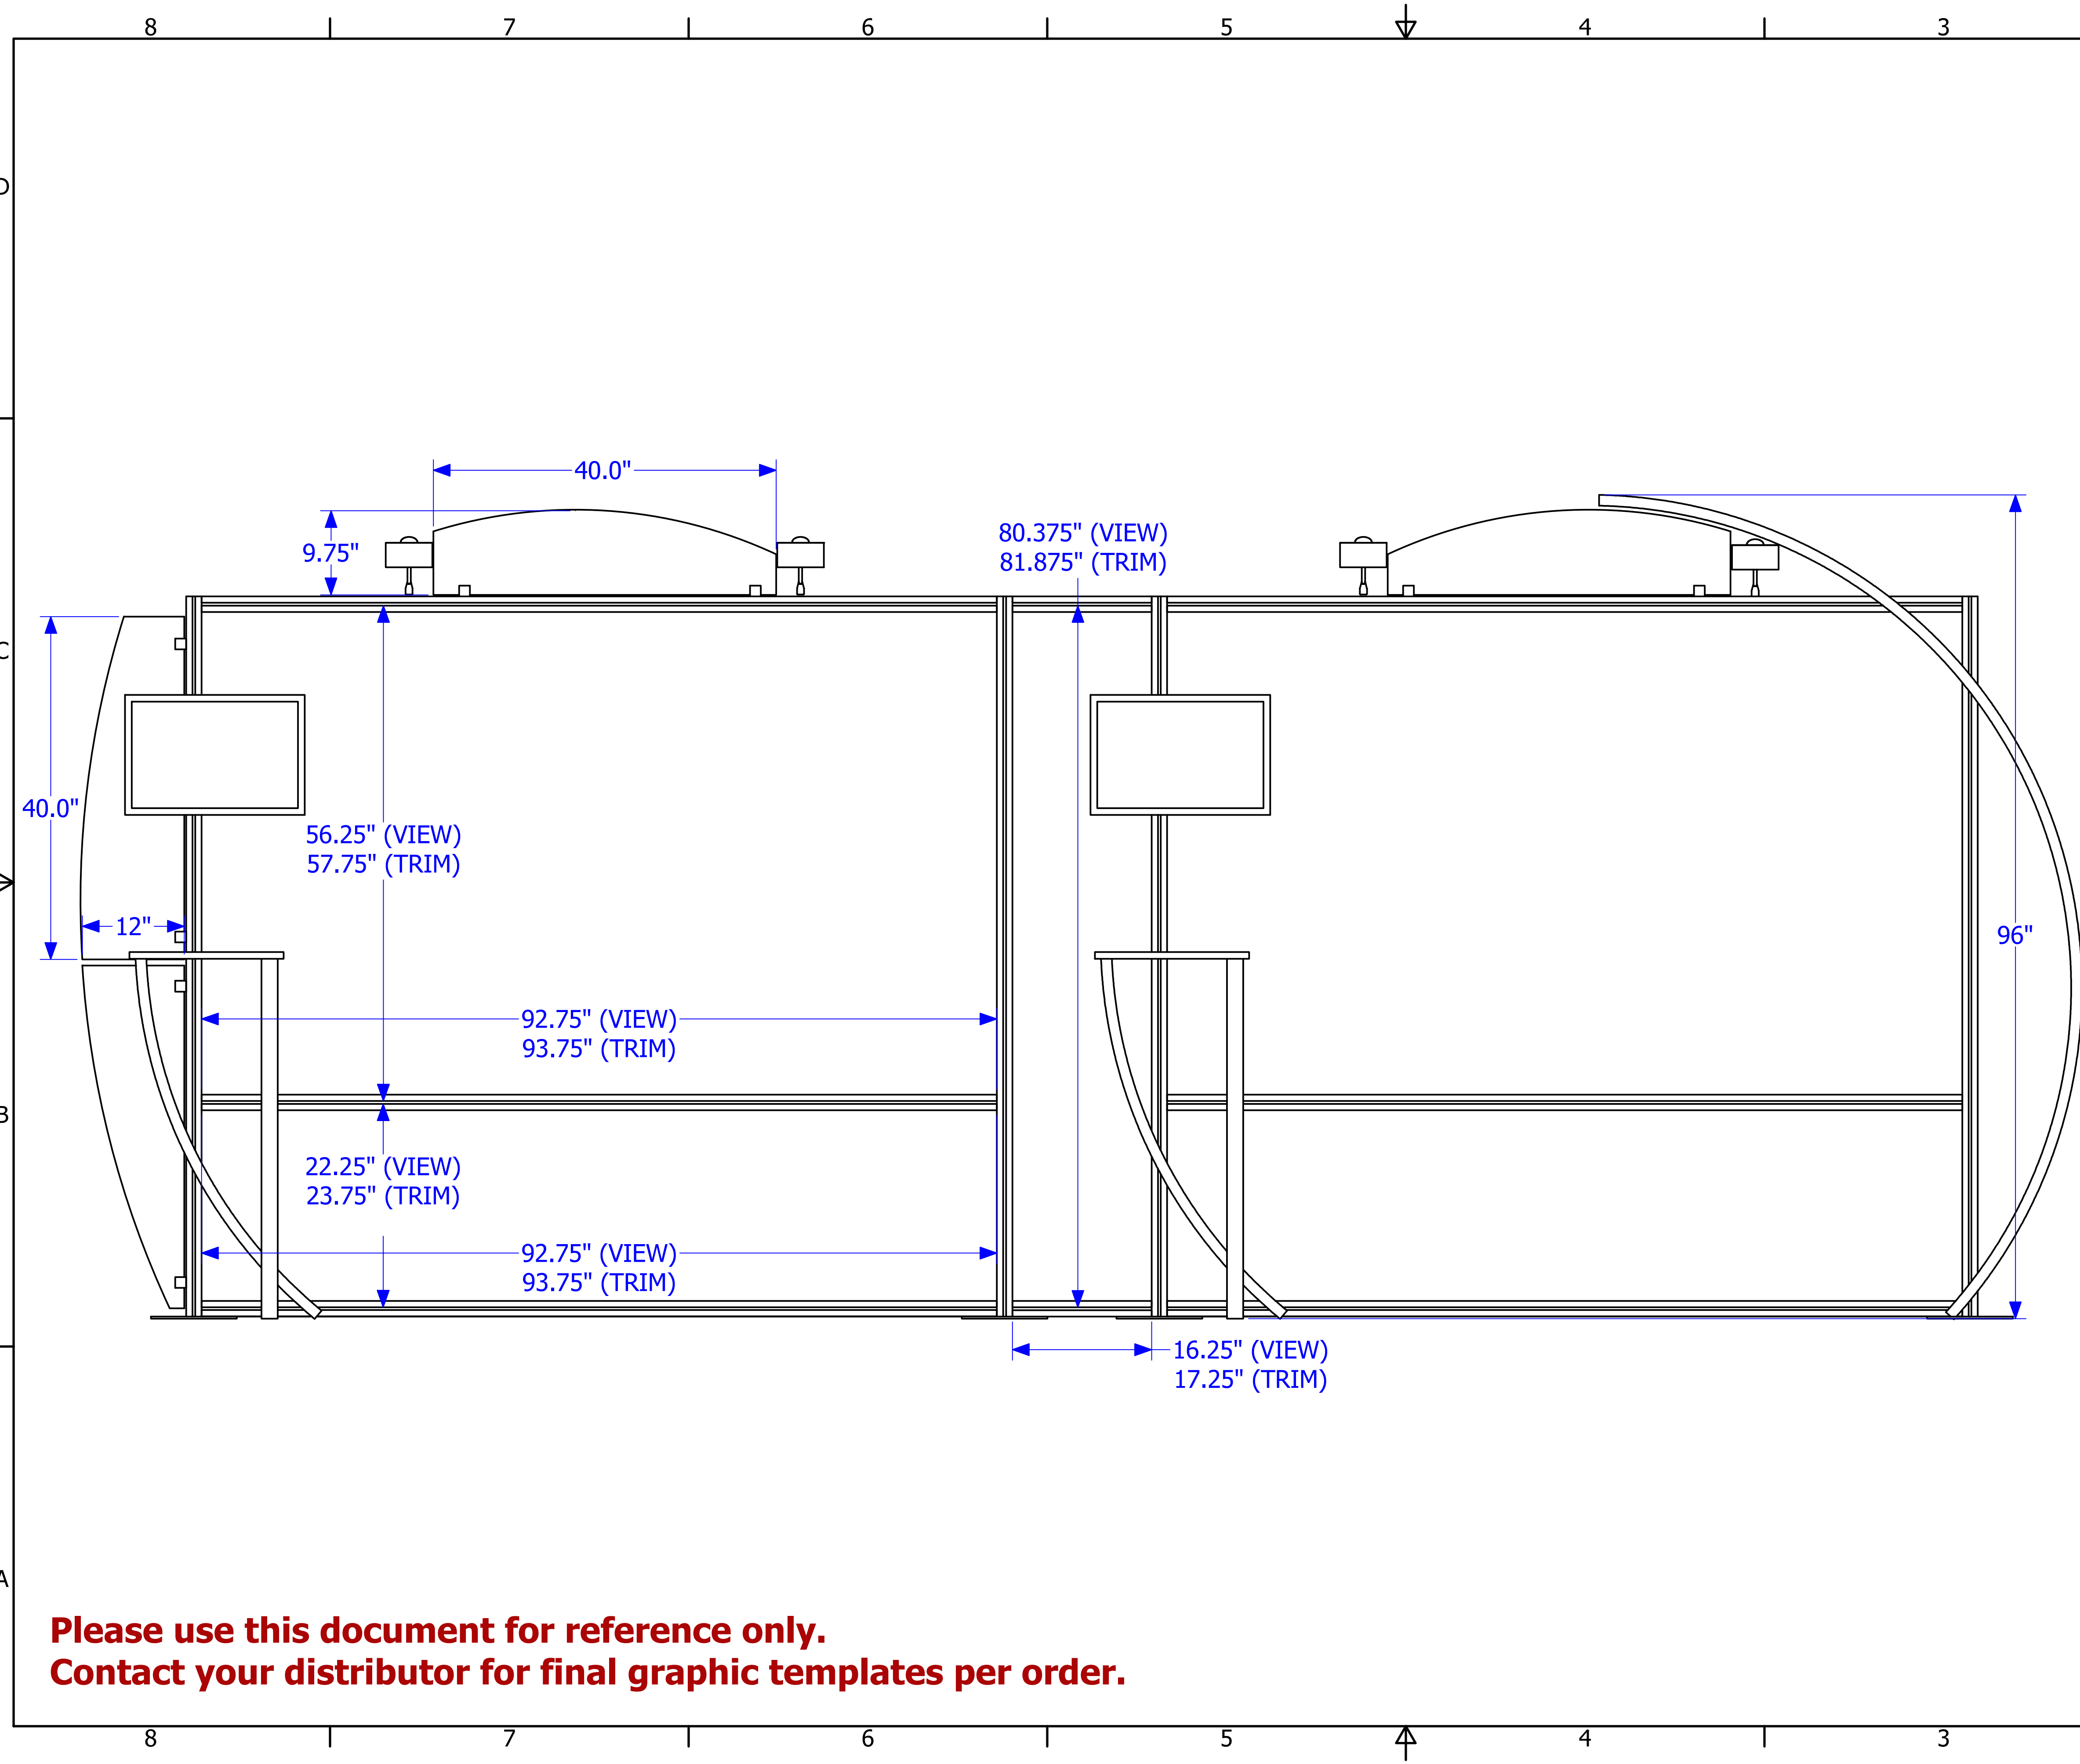 8 7 6 5 4 3
D
40.0"
9.75"
80.375" (VIEW)
81.875" (TRIM)
C
40.0"
56.25" (VIEW)
57.75" (TRIM)
12"
96"
92.75" (VIEW)
93.75" (TRIM)
B
22.25" (VIEW)
23.75" (TRIM)
92.75" (VIEW)
93.75" (TRIM)
16.25" (VIEW)
17.25" (TRIM)
A
Please use this document for reference only.
Contact your distributor for final graphic templates per order.
8 7 6 5 4 3